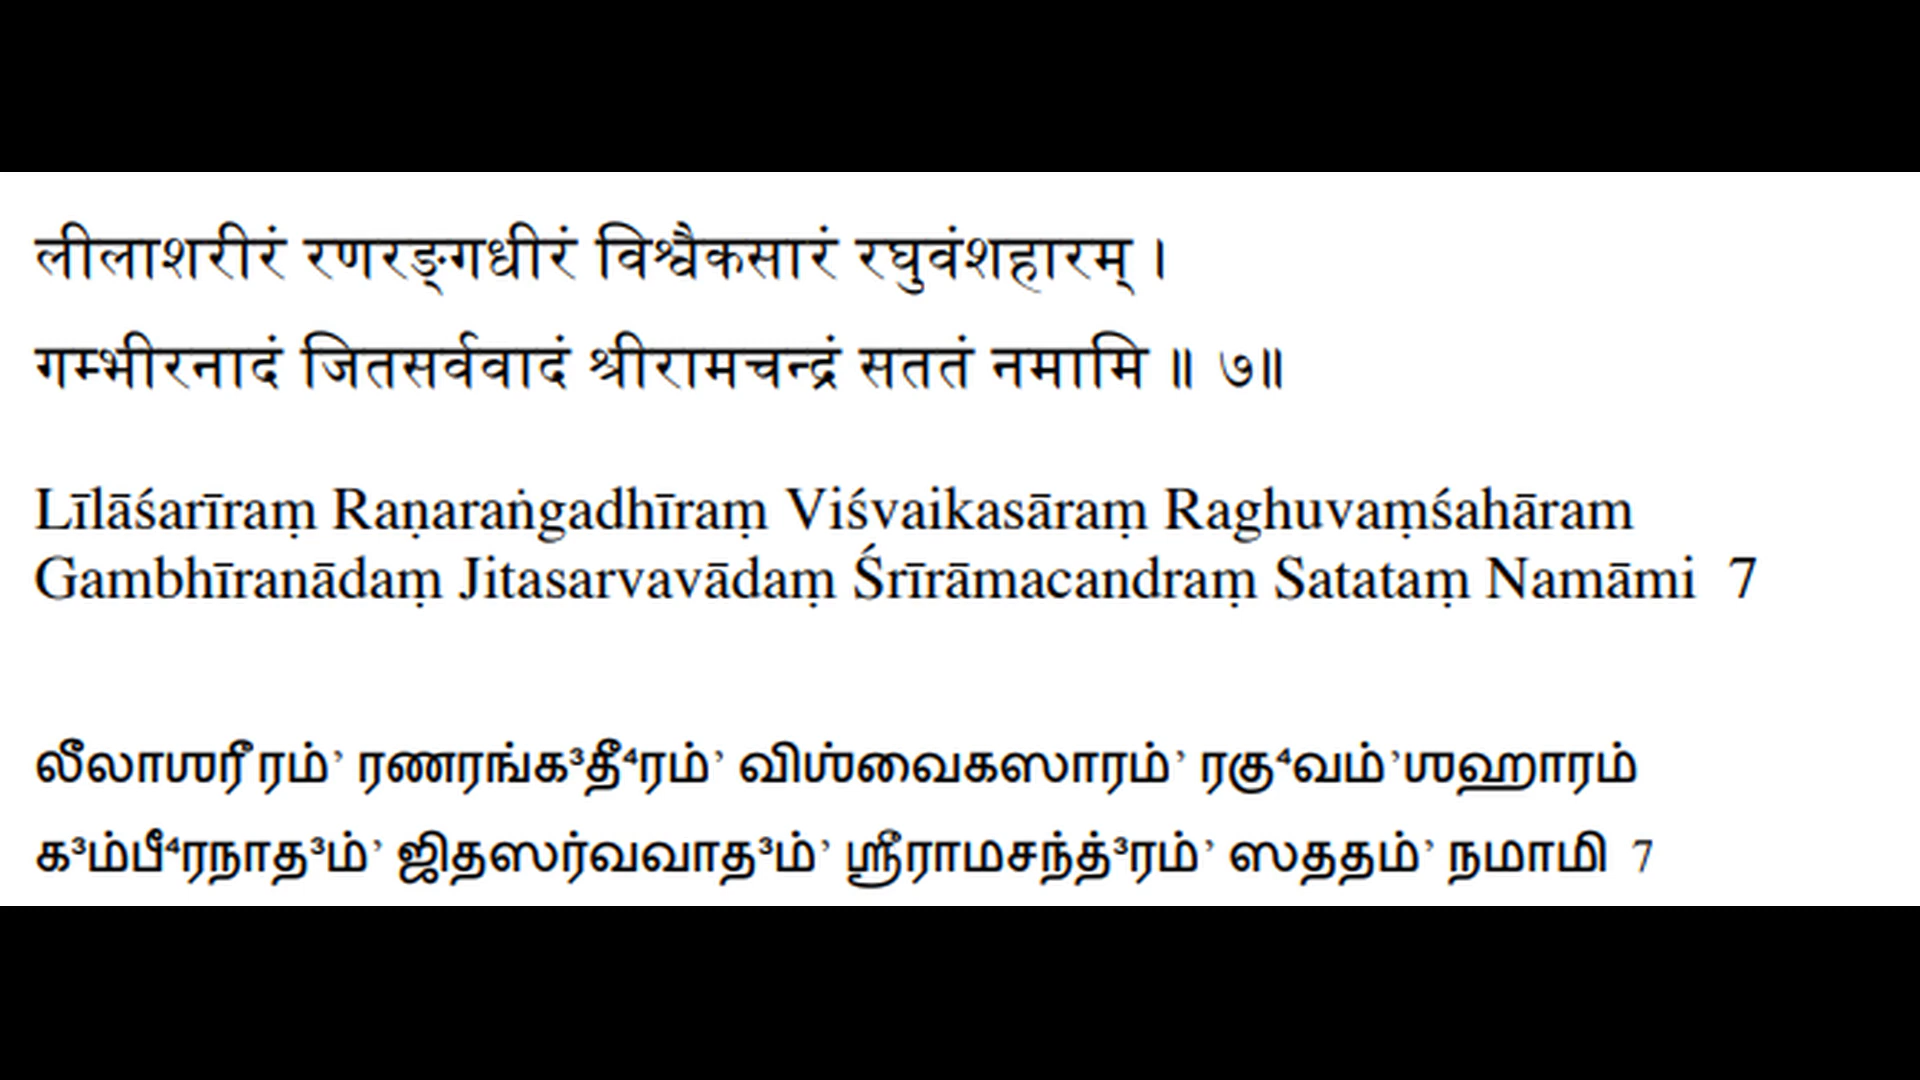 लीलाशरीरं रणरङ्गधीरं विश्वैकसारं रघुवंशहारम् ।
गम्भीरनादं जितसर्ववादं श्रीरामचन्द्रं सततं नमामि ॥ ७॥
Līlāśarīraṃ Raṇaraṅgadhīraṃ Viśvaikasāraṃ Raghuvaṃśahāram
Gambhīranādaṃ Jitasarvavādaṃ Śrīrāmacandraṃ Satataṃ Namāmi 7
லீலாஶரீரம்ʼ ரணரங்க³தீ⁴ரம்ʼ விஶ்வைகஸாரம்ʼ ரகு⁴வம்ʼஶஹாரம்
க³ம்பீ⁴ரநாத³ம்ʼ ஜிதஸர்வவாத³ம்ʼ ஶ்ரீராமசந்த்³ரம்ʼ ஸததம்ʼ நமாமி 7